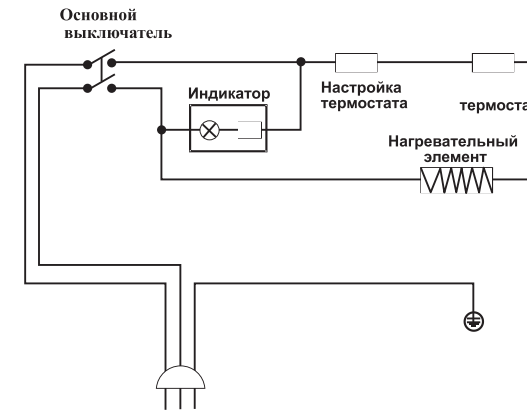 Основной
выключатель
Индикатор
Настройка
термостата
Нагревательный
элемент